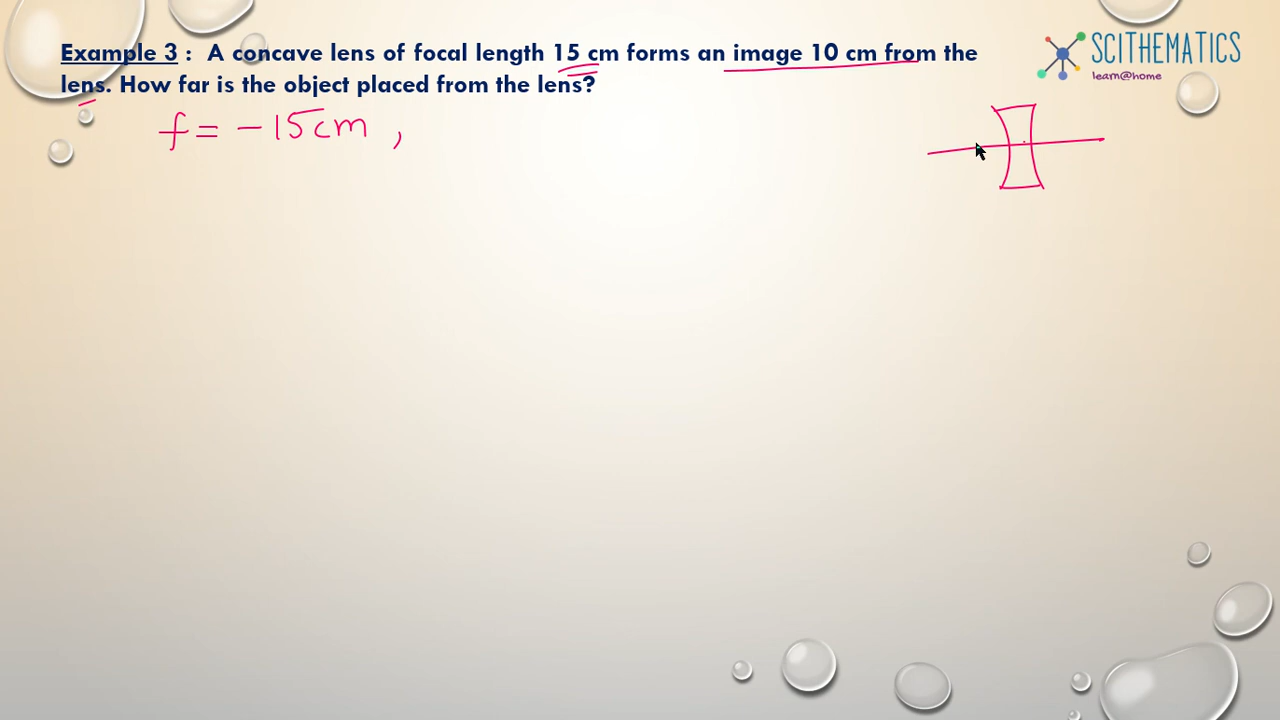 Example 3 : A concave lens of focal length 15 cm forms an image 10 cm from the
lens. How far is the object placed from the lens?
SCITHEMATICS
learn@home
f = -15cm ,